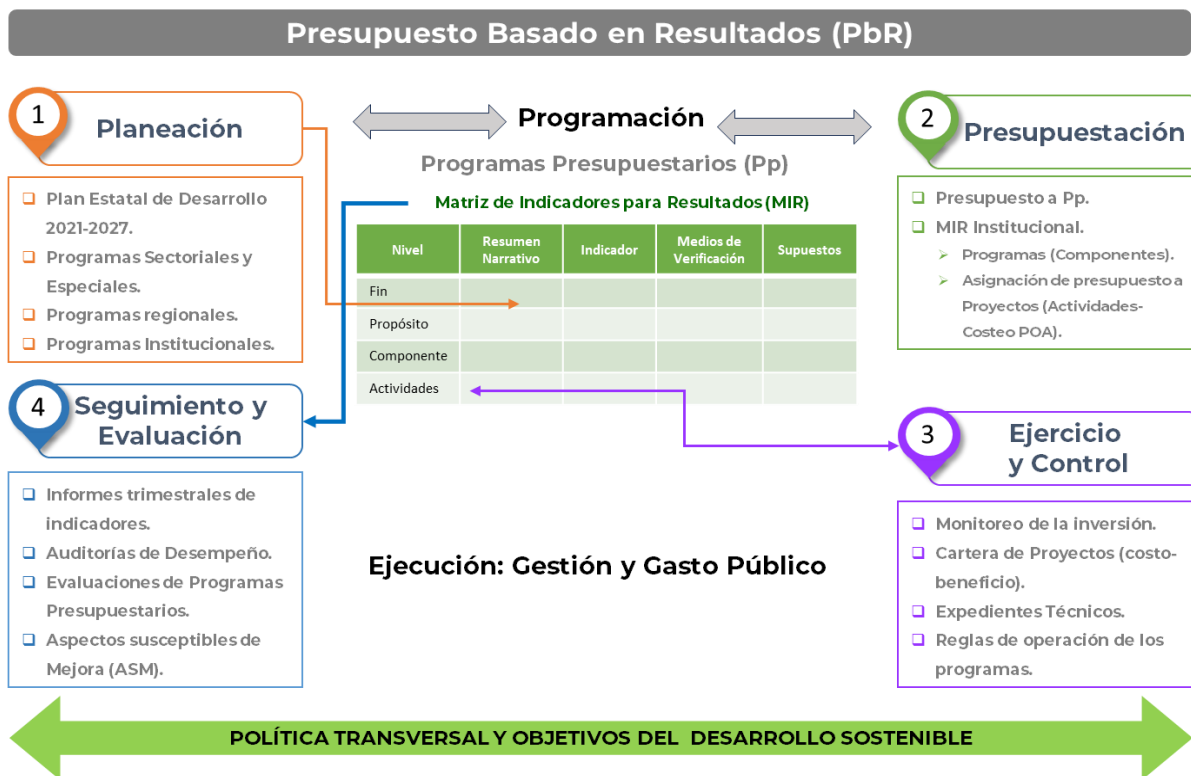 Presupuesto Basado en Resultados (PbR)
1
Planeación
Plan Estatal de Desarrollo
2021-2027.
Programas Sectoriales y
Especiales.
Programas regionales.
Programas Institucionales.
Programación
Programas Presupuestarios (Pp)
Matriz de Indicadores para Resultados (MIR)
Nivel
Resumen
Narrativo
Indicador
Medios de
Verificación
Supuestos
Fin
Propósito
Componente
Actividades
2
Presupuestación
Presupuesto a Pp.
MIR Institucional.
Programas (Componentes).
Asignación de presupuesto a
Proyectos (Actividades-
Costeo POA).
4
Seguimiento y
Evaluación
Informes trimestrales de
indicadores.
Auditorías de Desempeño.
Evaluaciones de Programas
Presupuestarios.
Aspectos susceptibles de
Mejora (ASM).
Ejecución: Gestión y Gasto Público
3
Ejercicio
y Control
Monitoreo de la inversión.
Cartera de Proyectos (costo-
beneficio).
Expedientes Técnicos.
Reglas de operación de los
programas.
POLÍTICA TRANSVERSAL Y OBJETIVOS DEL DESARROLLO SOSTENIBLE